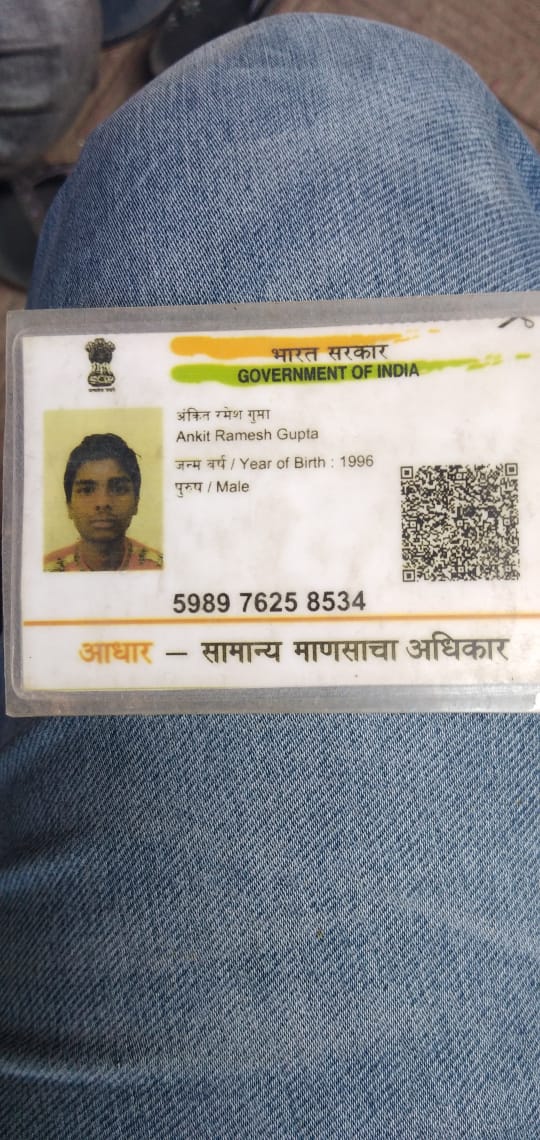 भारत सरकार
GOVERNMENT OF INDIA
अंकित रमेश गुप्ता
Ankit Ramesh Gupta
जन्म वर्ष / Year of Birth : 1996
पुरुष / Male
5989 7625 8534
आधार – सामान्य माणसाचा अधिकार